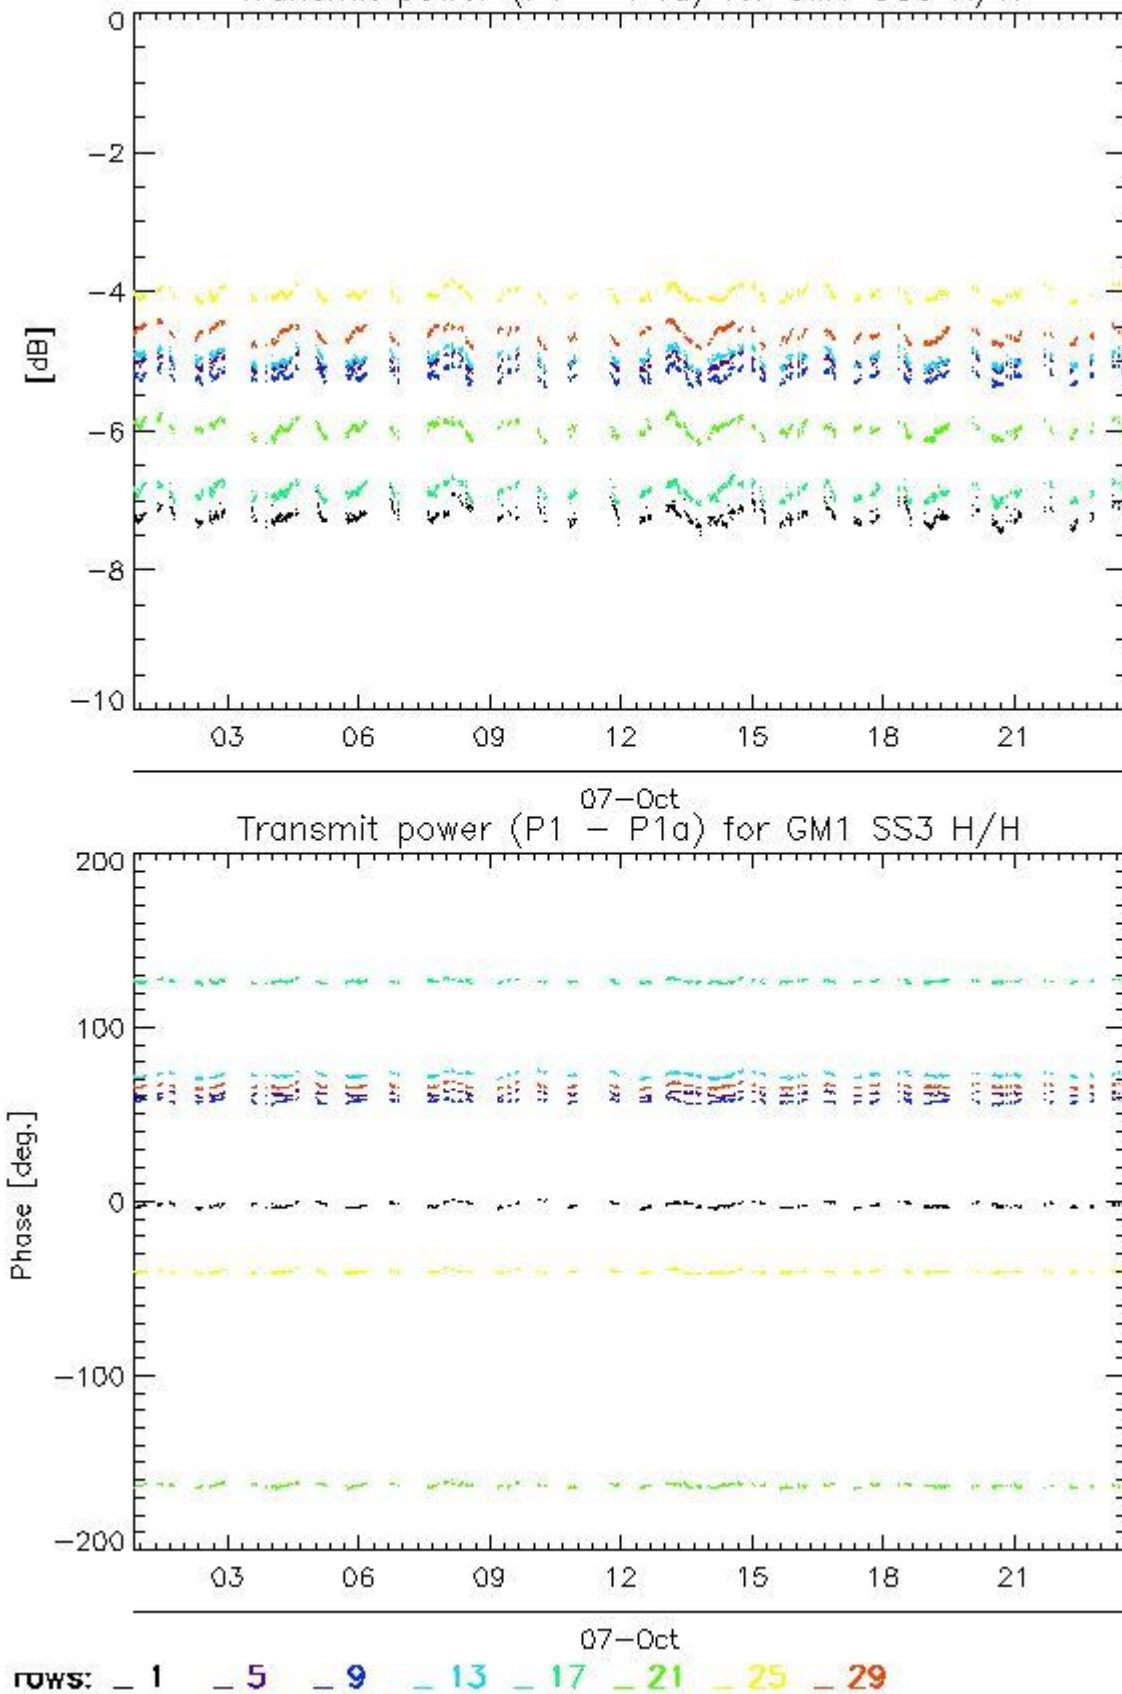 0
−2
−4
[dB]
−6
−8
−10
03 06 09 12 15 18 21
07−Oct
Transmit power (P1 − P1a) for GM1 SS3 H/H
200
100
0
Phase [deg.]
−100
−200
03 06 09 12 15 18 21
07−Oct
rows: _ 1 _ 5 _ 9 _ 13 _ 17 _ 21 _ 25 _ 29